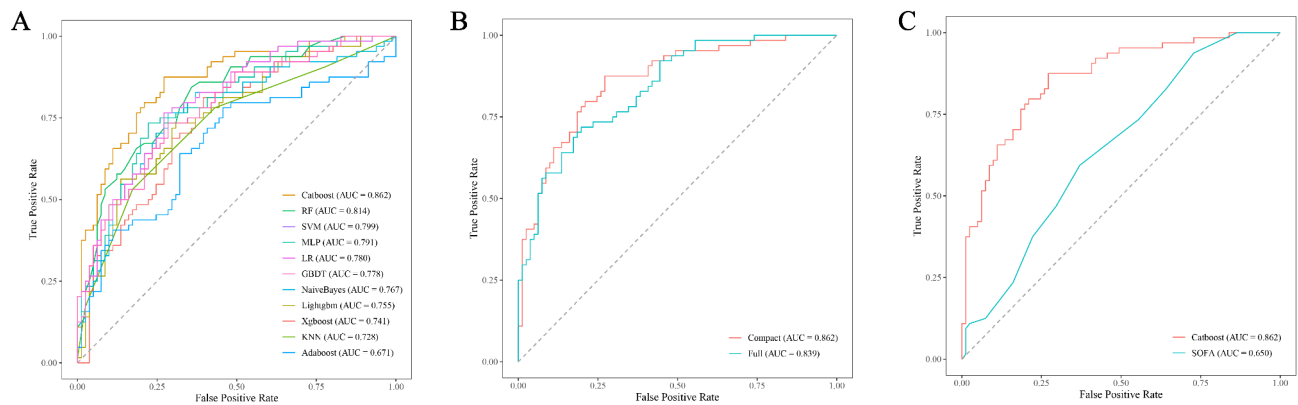 A
1.00
0.75
0.50
0.25
0.00
True Positive Rate
0.00 0.25 0.50 0.75 1.00
False Positive Rate
Catboost (AUC = 0.862)
RF (AUC = 0.814)
SVM (AUC = 0.799)
MLP (AUC = 0.791)
LR (AUC = 0.780)
GBDT (AUC = 0.778)
NaiveBayes (AUC = 0.767)
Lighugbm (AUC = 0.755)
Xgboost (AUC = 0.741)
KNN (AUC = 0.728)
Adaboost (AUC = 0.671)
B
1.00
0.75
0.50
0.25
0.00
True Positive Rate
0.00 0.25 0.50 0.75 1.00
False Positive Rate
Compact (AUC = 0.862)
Full (AUC = 0.839)
C
1.00
0.75
0.50
0.25
0.00
True Positive Rate
0.00 0.25 0.50 0.75 1.00
False Positive Rate
Catboost (AUC = 0.862)
SOFA (AUC = 0.650)